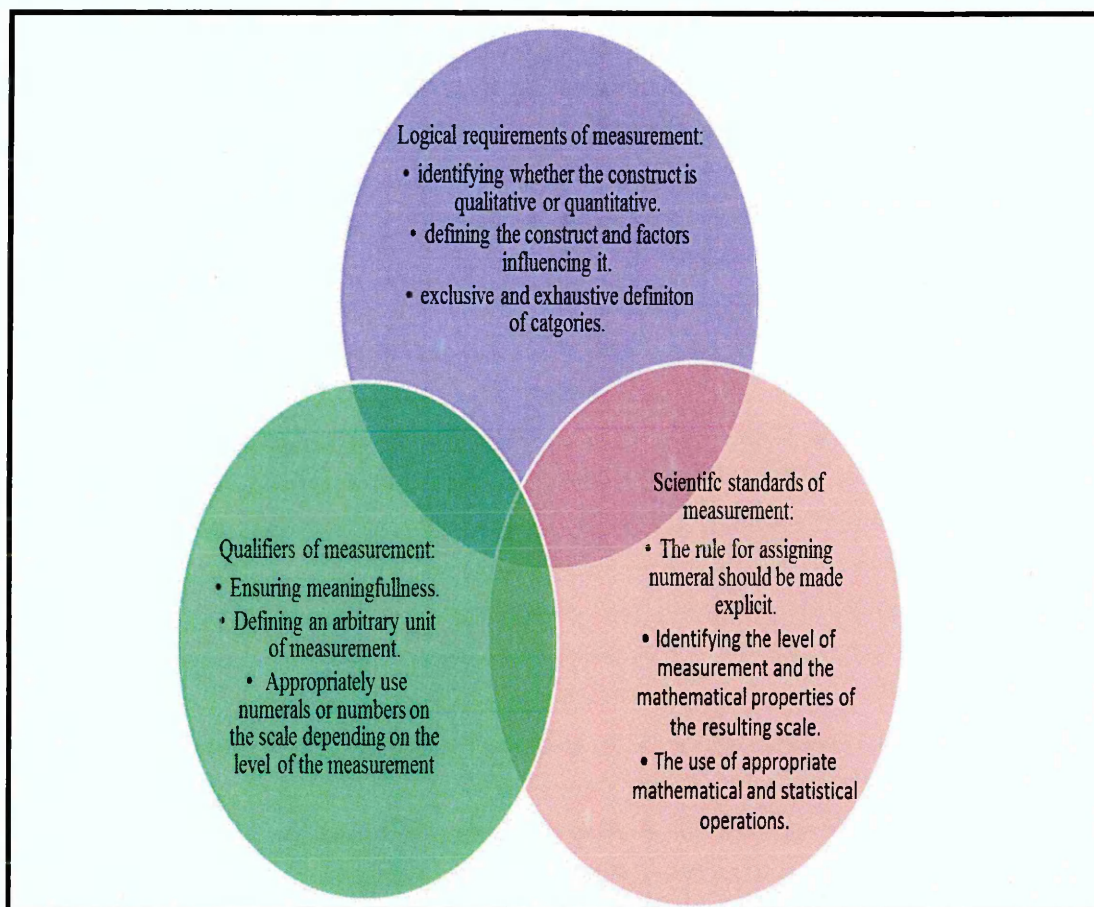 Logical requirements of measurement:
• identifying whether the construct is
qualitative or quantitative.
• defining the construct and factors
influencing it.
• exclusive and exhaustive definiton
of catgories.
Qualifiers of measurement:
• Ensuring meaningfullness.
• Defining an arbitrary unit
of measurement.
• Appropriately use
numerals or numbers on
the scale depending on the
level of the measurement
Scientifc standards of
measurement:
• The rule for assigning
numeral should be made
explicit.
• Identifying the level of
measurement and the
mathematical properties of
the resulting scale.
• The use of appropriate
mathematical and statistical
operations.